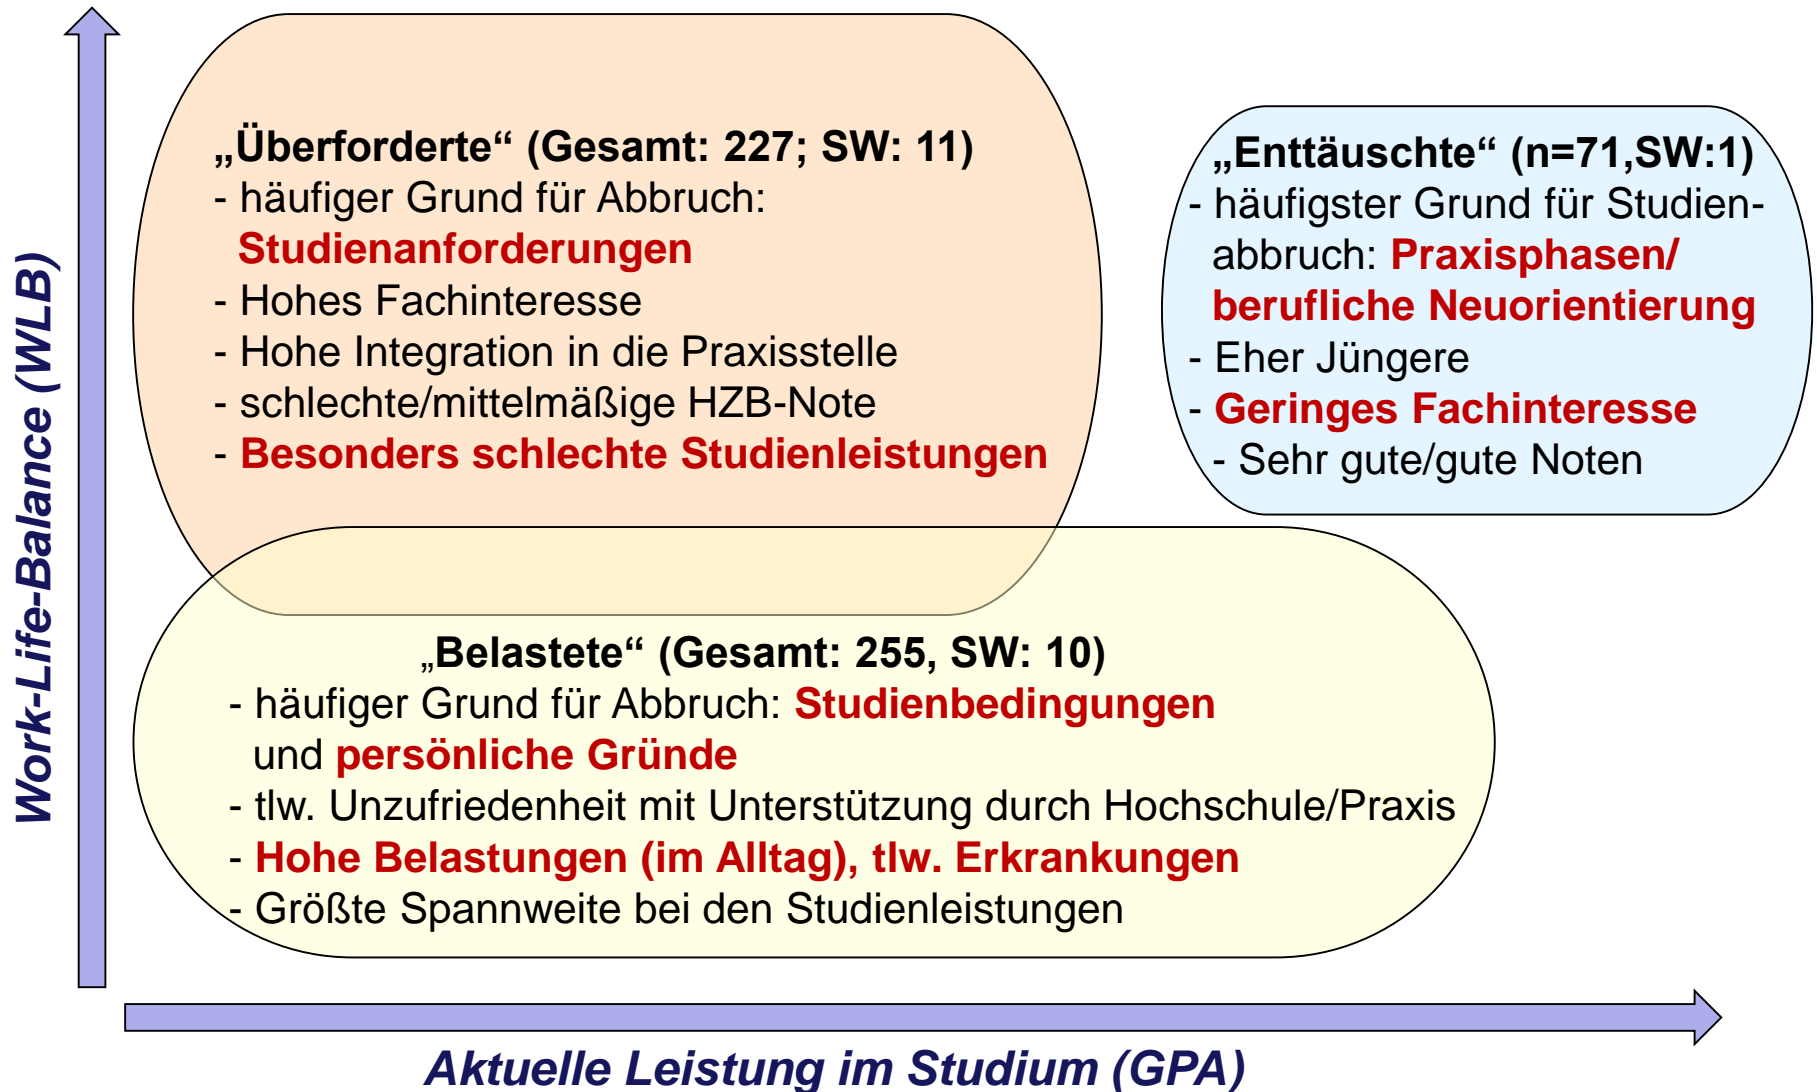 Work-Life-Balance (WLB)
„Überforderte“ (Gesamt: 227; SW: 11)
- häufiger Grund für Abbruch:
Studienanforderungen
- Hohes Fachinteresse
- Hohe Integration in die Praxisstelle
- schlechte/mittelmäßige HZB-Note
- Besonders schlechte Studienleistungen
„Enttäuschte“ (n=71,SW:1)
- häufigster Grund für Studien-
abbruch: Praxisphasen/
berufliche Neuorientierung
- Eher Jüngere
- Geringes Fachinteresse
- Sehr gute/gute Noten
„Belastete“ (Gesamt: 255, SW: 10)
- häufiger Grund für Abbruch: Studienbedingungen
und persönliche Gründe
- tlw. Unzufriedenheit mit Unterstützung durch Hochschule/Praxis
- Hohe Belastungen (im Alltag), tlw. Erkrankungen
- Größte Spannweite bei den Studienleistungen
Aktuelle Leistung im Studium (GPA)